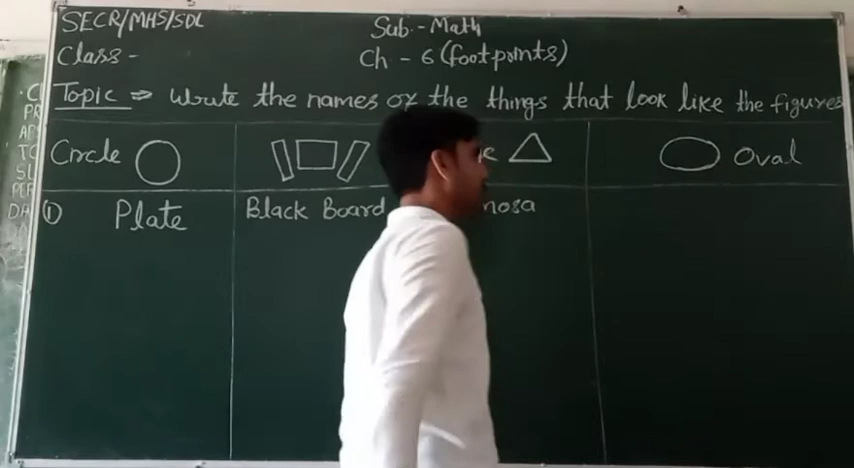 SECR/MHS/SDL
Sub - Math
Class -
Ch - 6 (footprints)
Topic ⇒ Write the names of the things that look like the figures
Circle
Oval
① Plate
Black Board